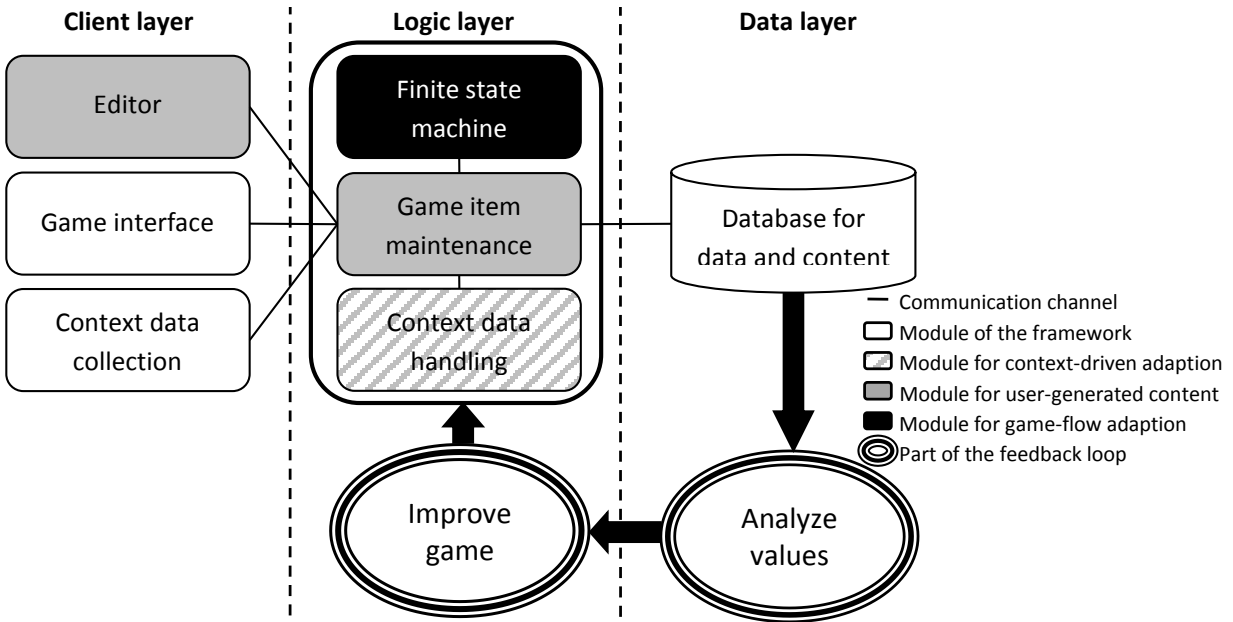 Client layer
Logic layer
Data layer
Editor
Game interface
Context data
collection
Finite state
machine
Game item
maintenance
Context data
handling
Database for
data and content
Communication channel
Module of the framework
Module for context-driven adaption
Module for user-generated content
Module for game-flow adaption
Part of the feedback loop
Improve
game
Analyze
values